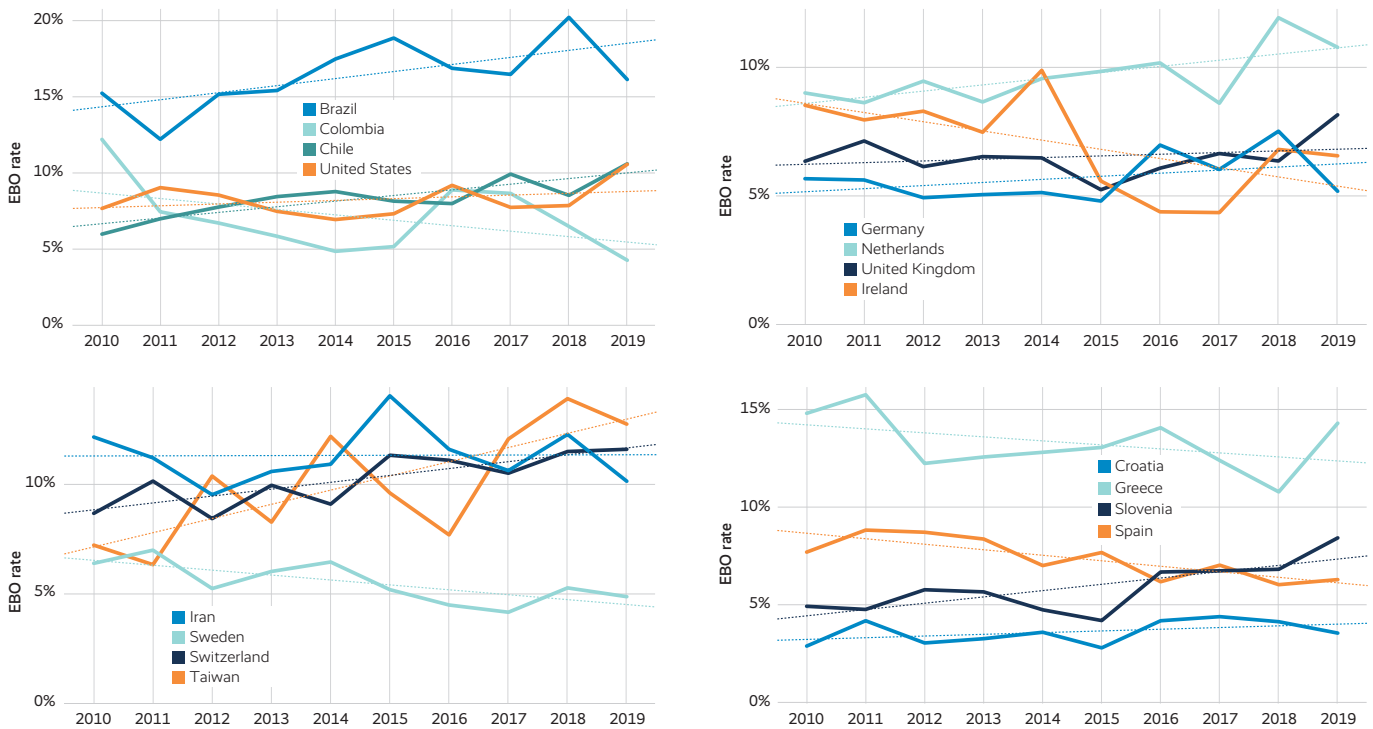 20%
15%
10%
5%
0%
EBO rate
Brazil
Colombia
Chile
United States
2010 2011 2012 2013 2014 2015 2016 2017 2018 2019
10%
5%
0%
EBO rate
Germany
Netherlands
United Kingdom
Ireland
2010 2011 2012 2013 2014 2015 2016 2017 2018 2019
10%
5%
0%
EBO rate
Iran
Sweden
Switzerland
Taiwan
2010 2011 2012 2013 2014 2015 2016 2017 2018 2019
15%
10%
5%
0%
EBO rate
Croatia
Greece
Slovenia
Spain
2010 2011 2012 2013 2014 2015 2016 2017 2018 2019